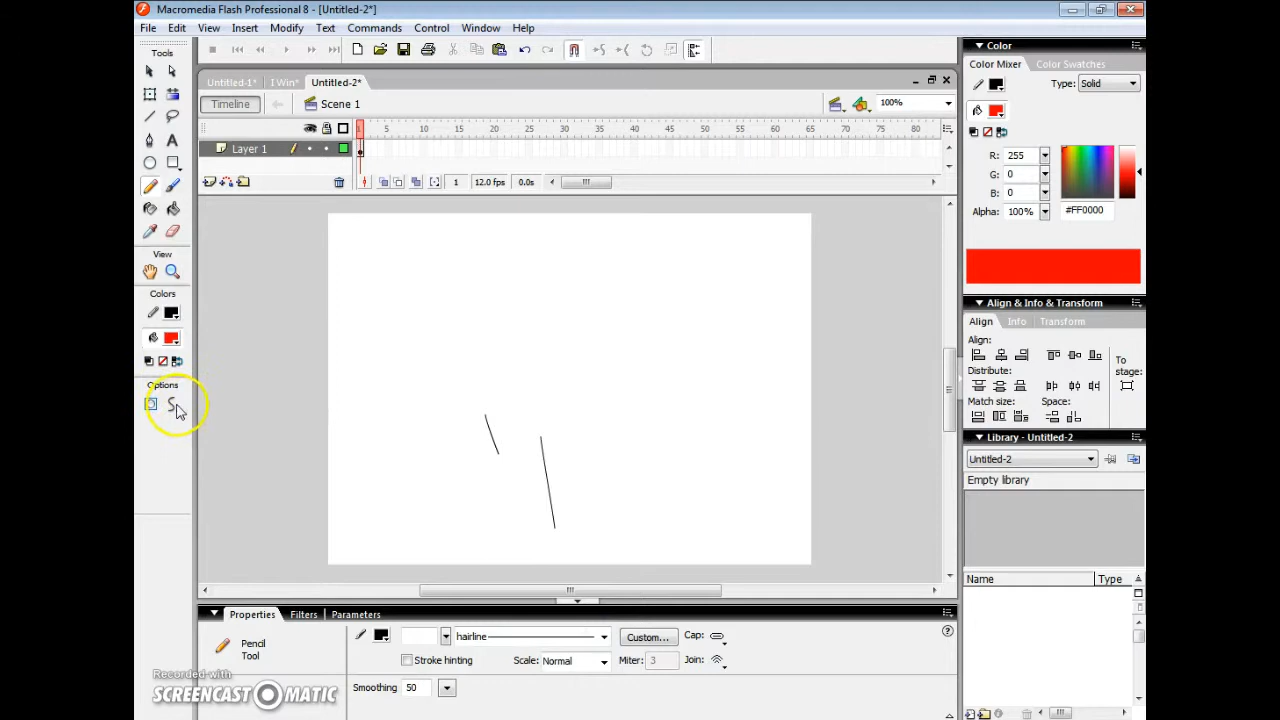 Macromedia Flash Professional 8 - [Untitled-2*]
File Edit View Insert Modify Text Commands Control Window Help
Tools
Untitled-1* I Win* Untitled-2*
Timeline Scene 1 100%
1 5 10 15 20 25 30 35 40 45 50 55 60 65 70 75 80
Layer 1
1 12.0 fps 0.0s
View
Colors
Options
Color
Color Mixer Color Swatches
Type: Solid
R: 255
G: 0
B: 0
Alpha: 100% #FF0000
Align & Info & Transform
Align Info Transform
Align:
To stage:
Distribute:
Match size: Space:
Library - Untitled-2
Untitled-2
Empty library
Name Type
Properties Filters Parameters
Pencil
Tool
hairline Custom... Cap:
Stroke hinting Scale: Normal Miter: 3 Join:
Smoothing 50
Recorded with
SCREENCAST-O-MATIC